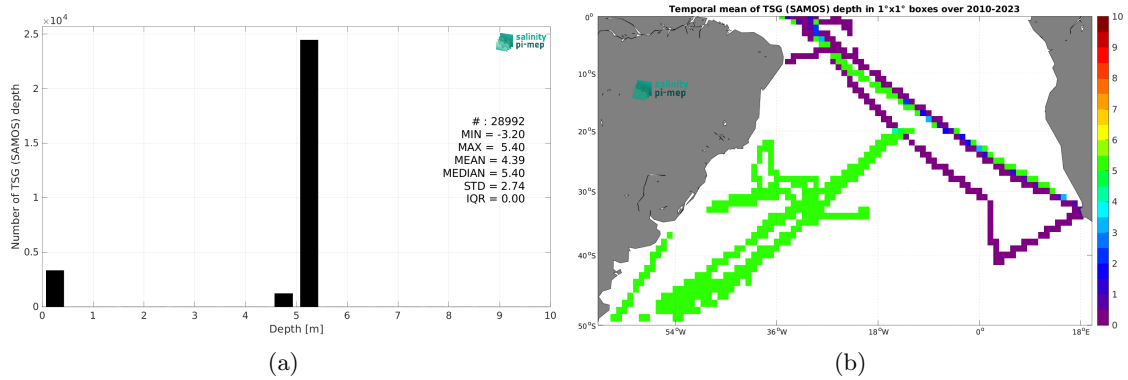 ×10⁴
2.5
2
1.5
1
0.5
0
0 1 2 3 4 5 6 7 8 9 10
Number of TSG (SAMOS) depth
Depth [m]
salinity
pi-mep
# : 28992
MIN = -3.20
MAX = 5.40
MEAN = 4.39
MEDIAN = 5.40
STD = 2.74
IQR = 0.00
(a)
Temporal mean of TSG (SAMOS) depth in 1°x1° boxes over 2010-2023
0°
10°S
20°S
30°S
40°S
50°S
54°W 36°W 18°W 0° 18°E
salinity
pi-mep
10
9
8
7
6
5
4
3
2
1
0
(b)